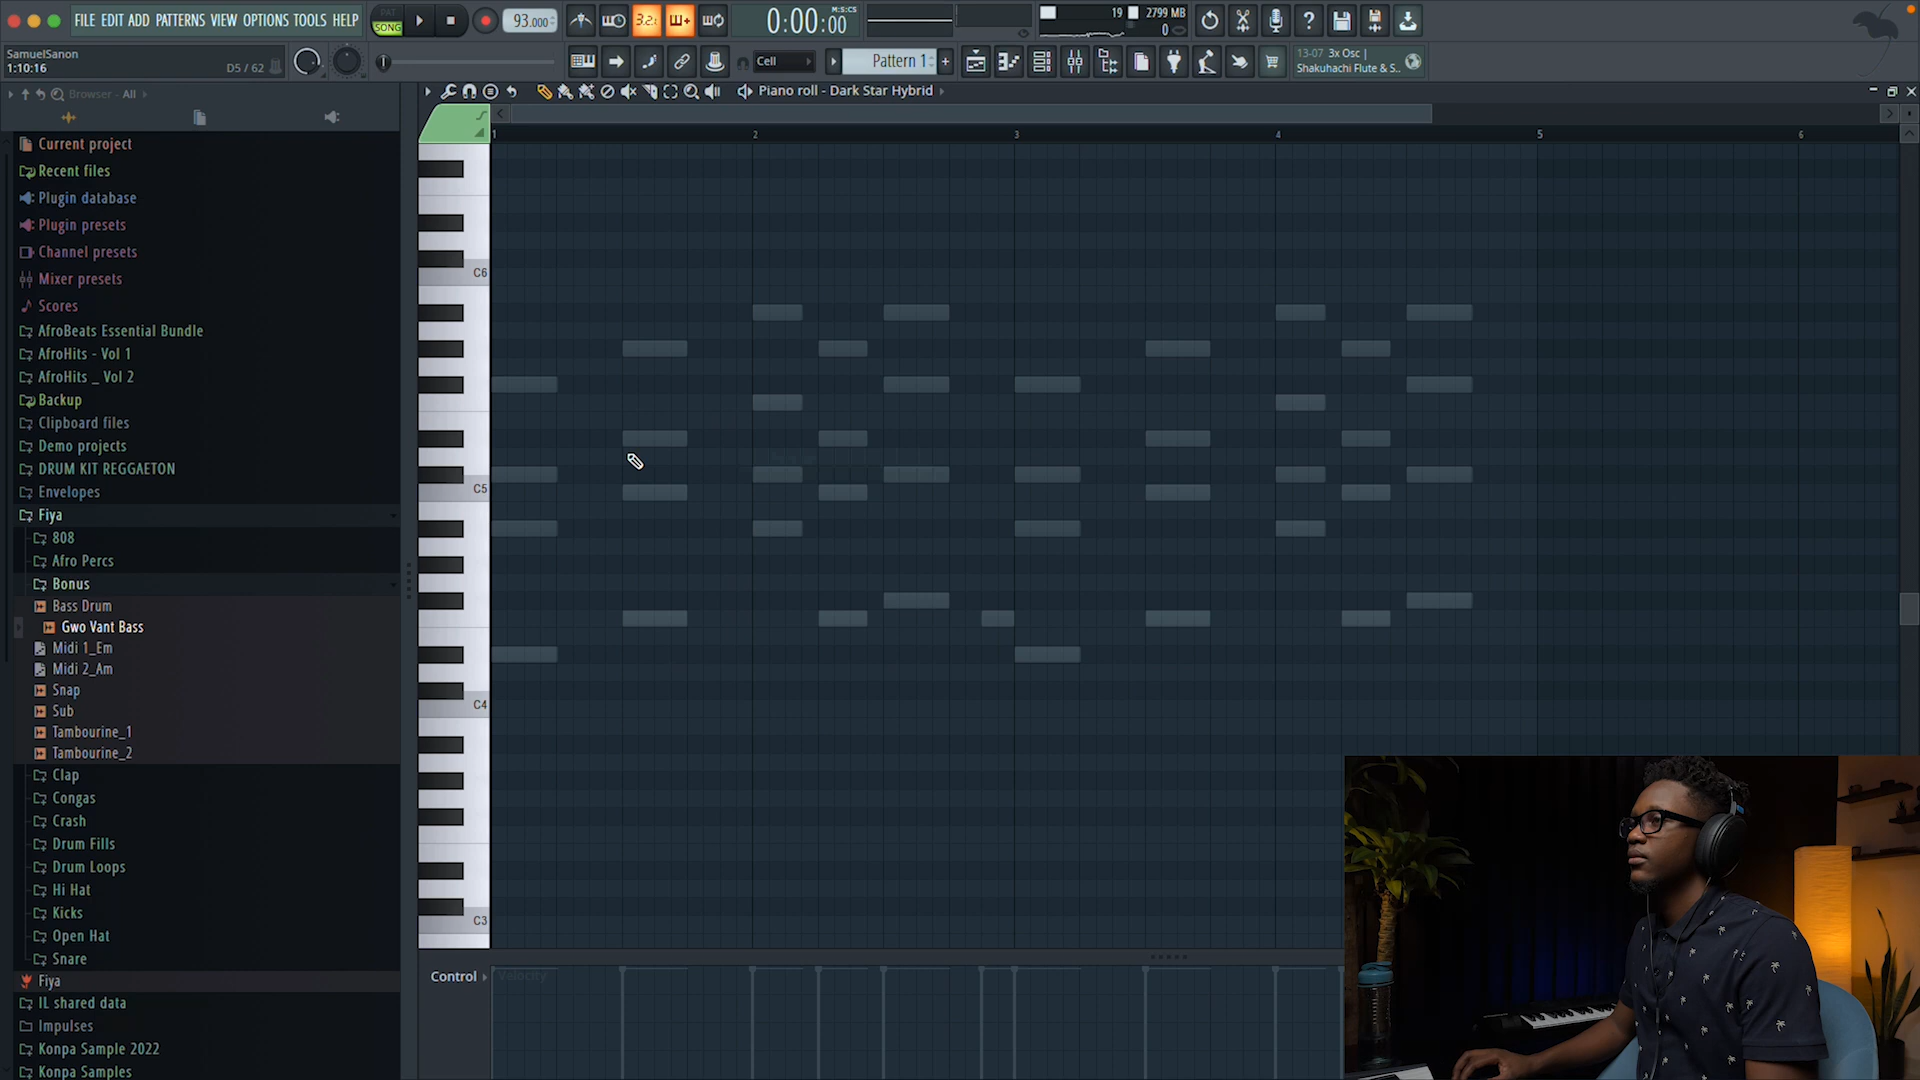 FILE EDIT ADD PATTERNS VIEW OPTIONS TOOLS HELP
PAT
SONG
93.000
3.2.
0:00:00
M:S:CS
19
2799 MB
0
SamuelSanon
1:10:16
D5 / 62
Cell
Pattern 1
13-07 3x Osc |
Shakuhachi Flute & S..
Browser - All
Piano roll - Dark Star Hybrid
1
2
3
4
5
6
Current project
Recent files
Plugin database
Plugin presets
Channel presets
Mixer presets
Scores
AfroBeats Essential Bundle
AfroHits - Vol 1
AfroHits _ Vol 2
Backup
Clipboard files
Demo projects
DRUM KIT REGGAETON
Envelopes
Fiya
808
Afro Percs
Bonus
Bass Drum
Gwo Vant Bass
Midi 1_Em
Midi 2_Am
Snap
Sub
Tambourine_1
Tambourine_2
Clap
Congas
Crash
Drum Fills
Drum Loops
Hi Hat
Kicks
Open Hat
Snare
Fiya
IL shared data
Impulses
Konpa Sample 2022
Konpa Samples
C6
C5
C4
C3
Control
Velocity